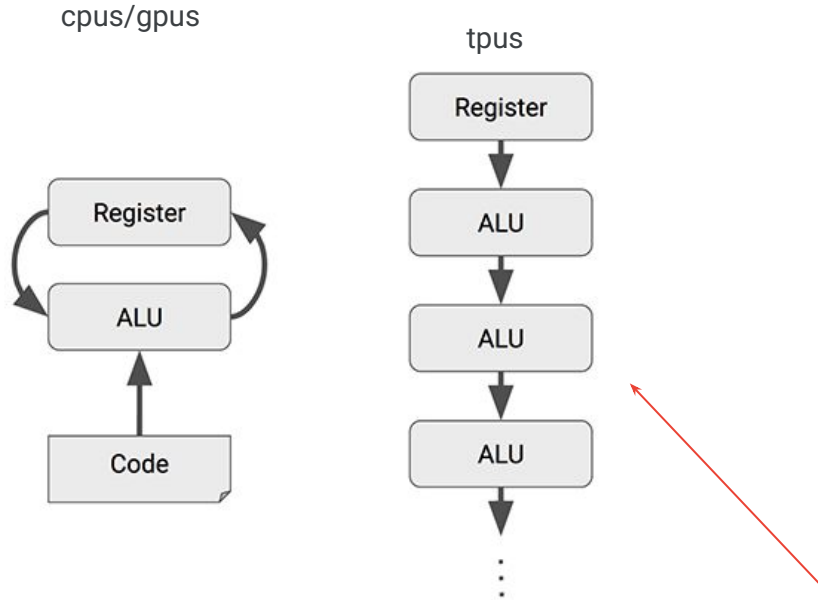 cpus/gpus
Register
ALU
Code
tpus
Register
ALU
ALU
ALU